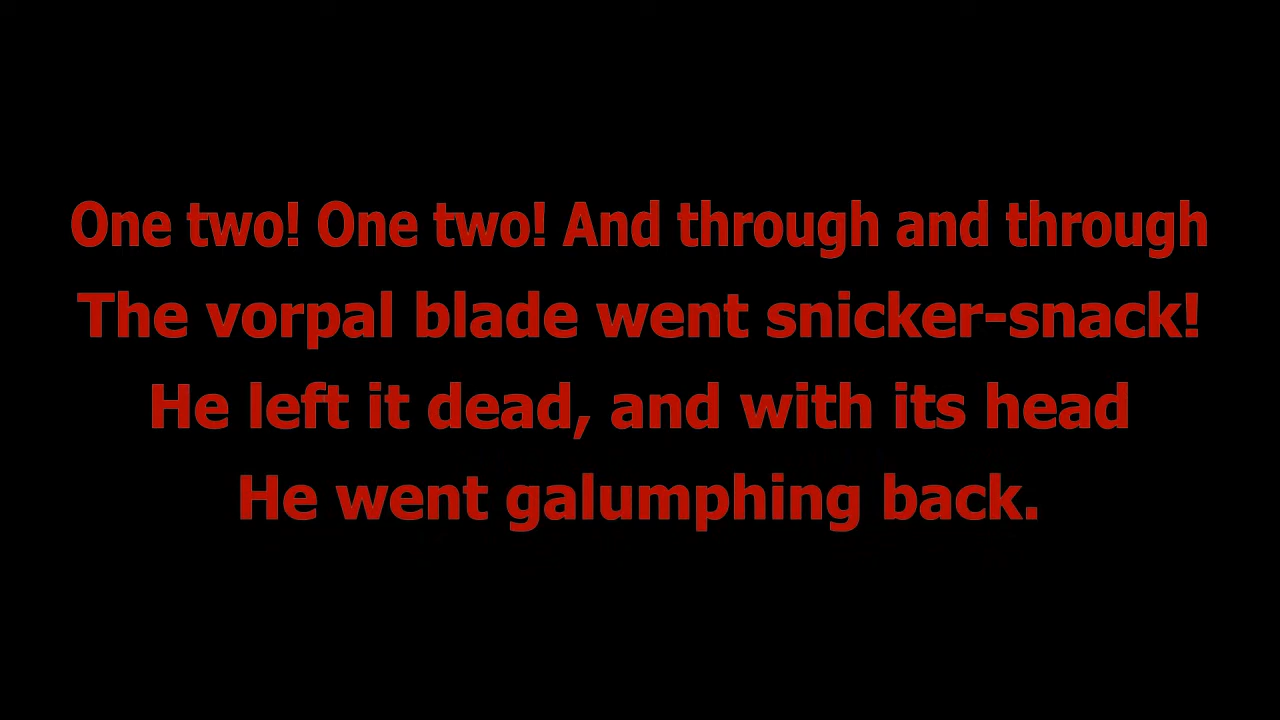 One two! One two! And through and through
The vorpal blade went snicker-snack!
He left it dead, and with its head
He went galumphing back.